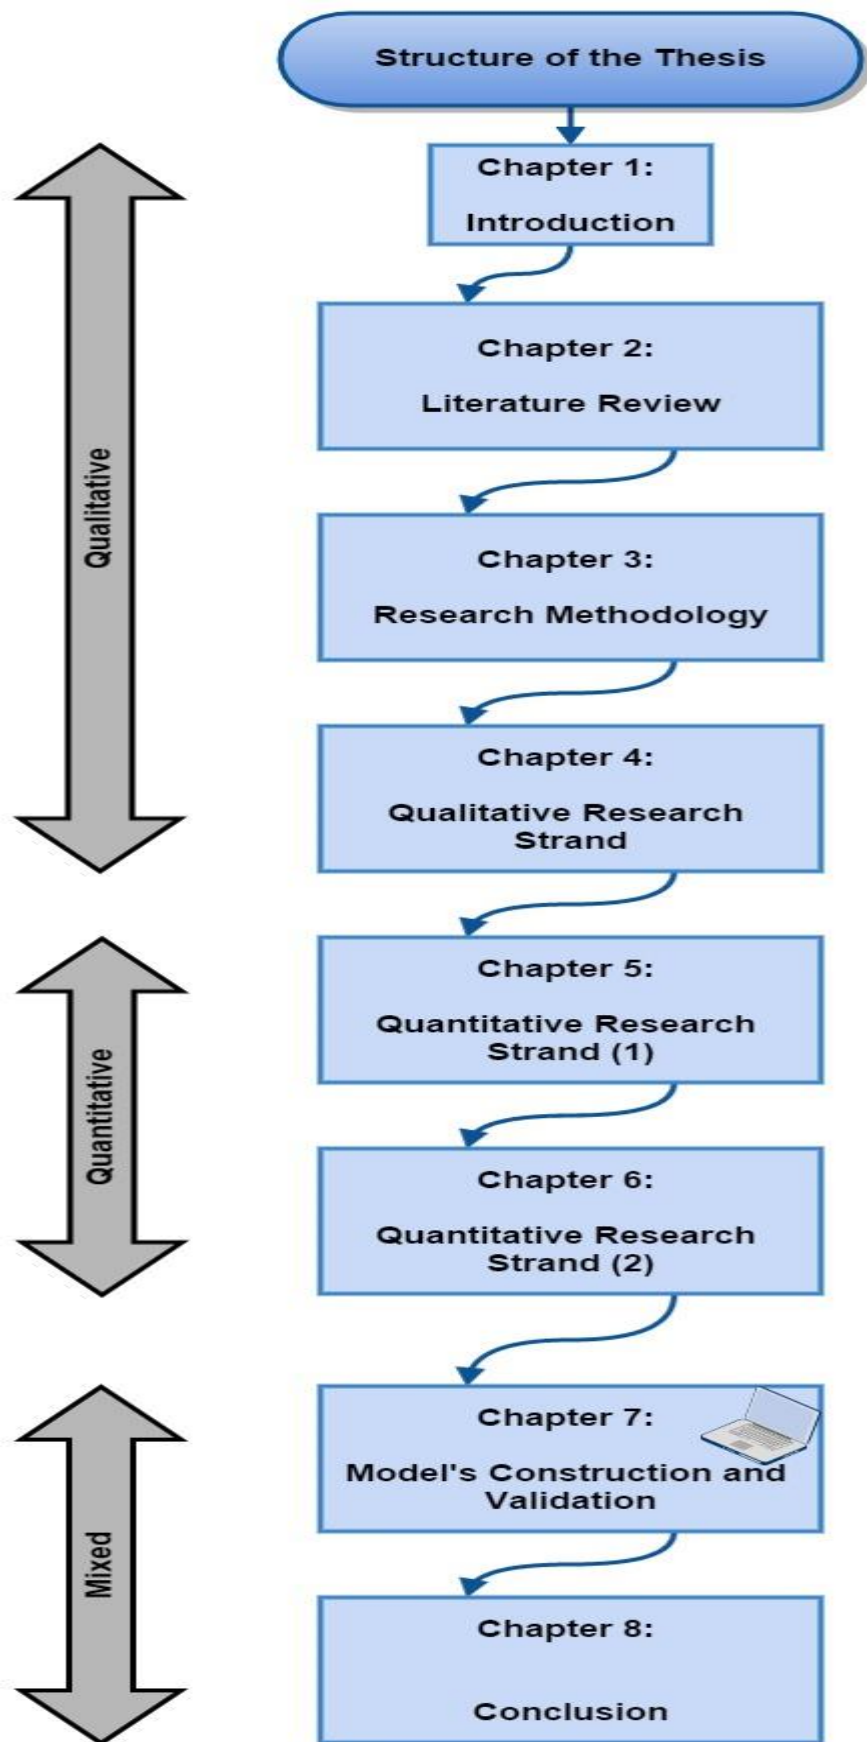 Structure of the Thesis
Chapter 1:
Introduction
Chapter 2:
Literature Review
Chapter 3:
Research Methodology
Chapter 4:
Qualitative Research
Strand
Qualitative
Chapter 5:
Quantitative Research
Strand (1)
Chapter 6:
Quantitative Research
Strand (2)
Quantitative
Chapter 7:
Model's Construction and
Validation
Chapter 8:
Conclusion
Mixed